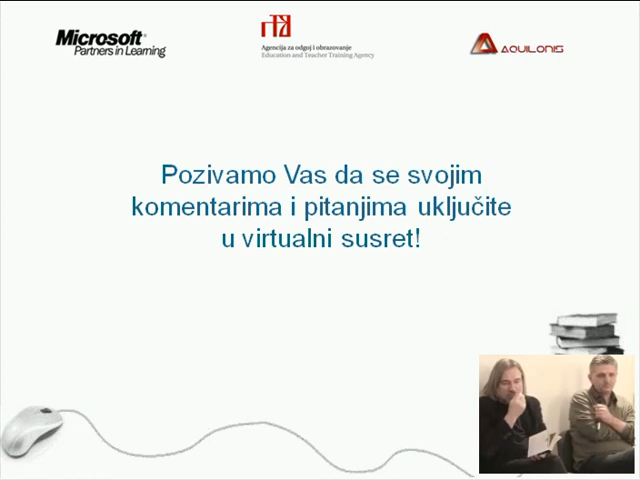 Microsoft®
Partners in Learning
Agencija za odgoj i obrazovanje
Education and Teacher Training Agency
AQUILONIS
Pozivamo Vas da se svojim
komentarima i pitanjima uključite
u virtualni susret!